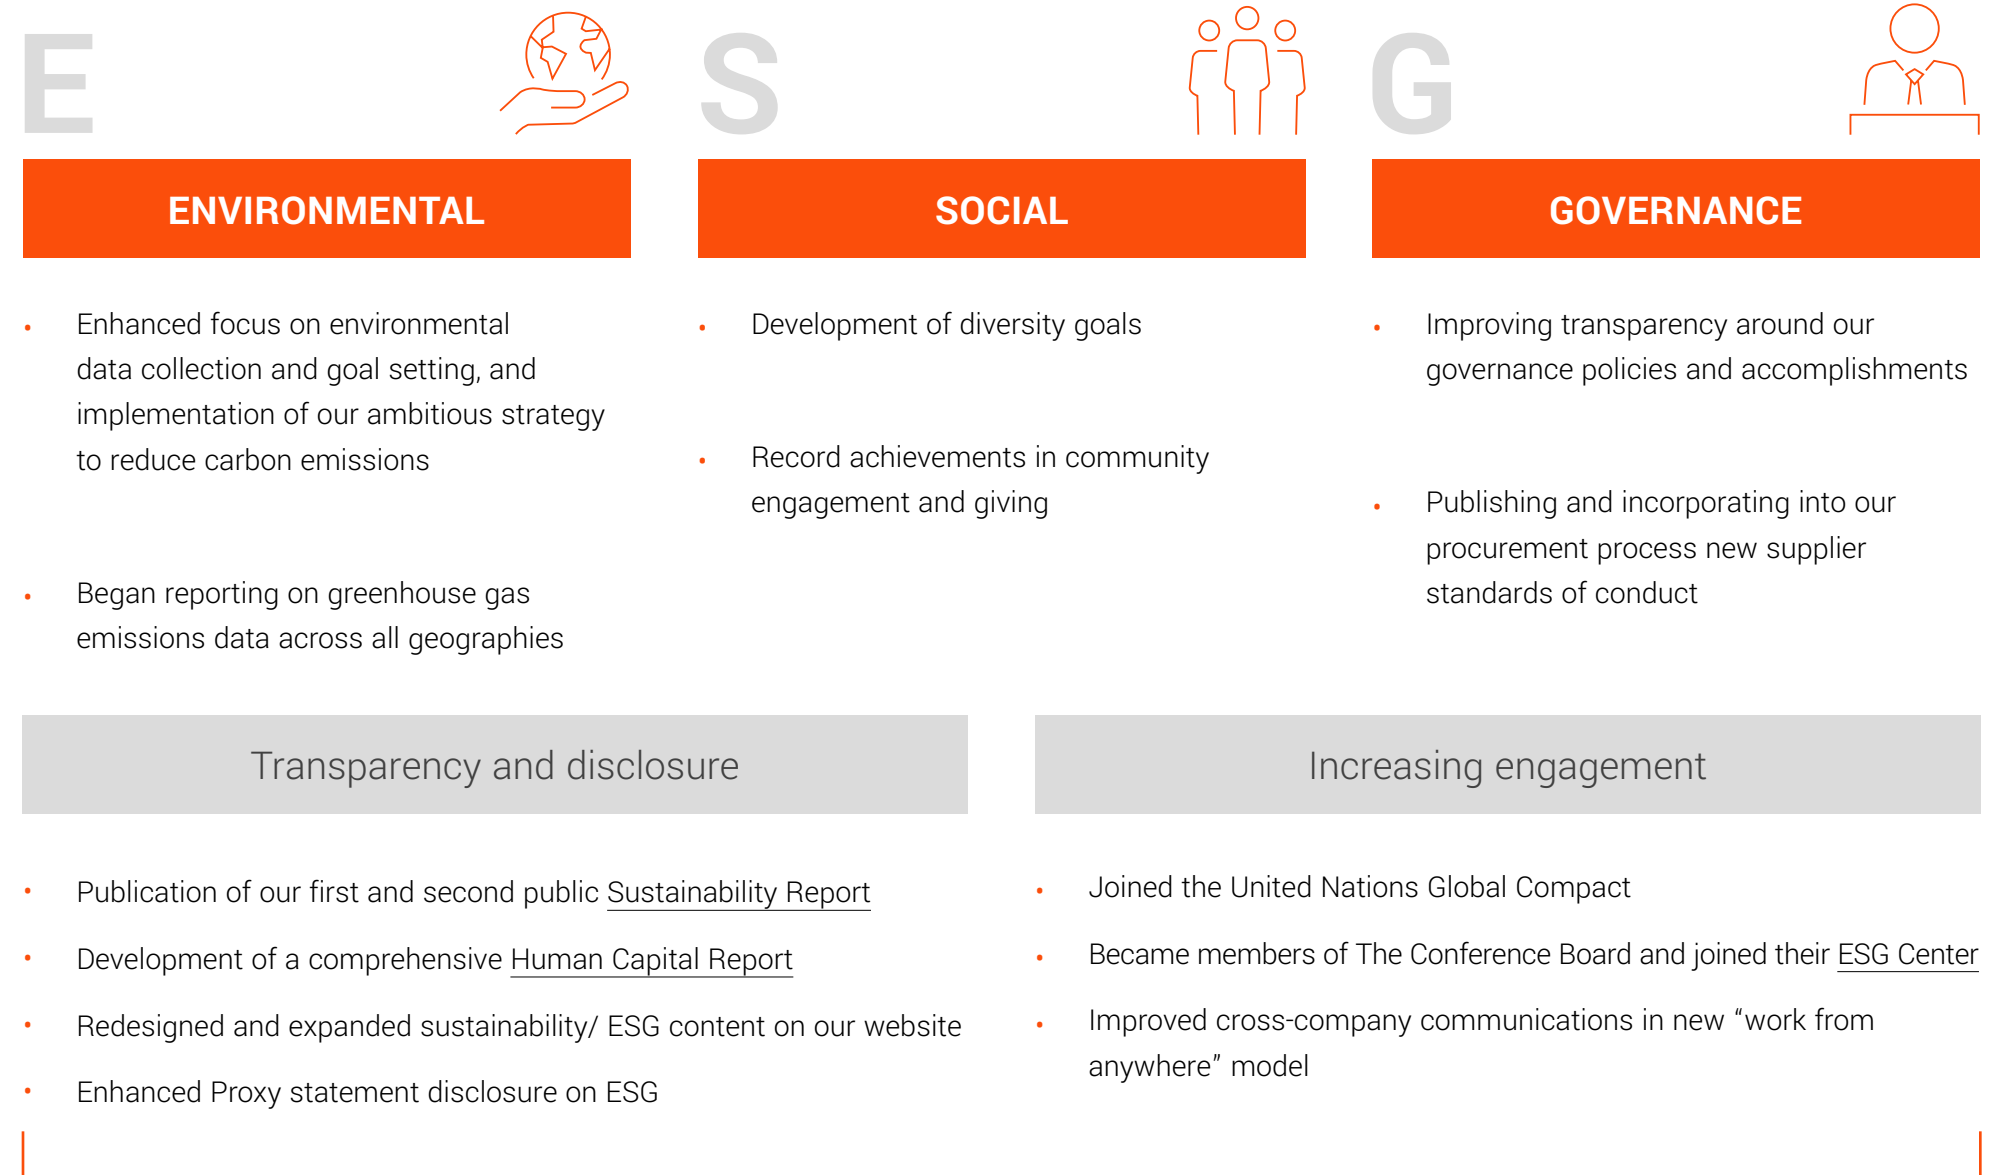 E
S
G
ENVIRONMENTAL
• Enhanced focus on environmental
data collection and goal setting, and
implementation of our ambitious strategy
to reduce carbon emissions
• Began reporting on greenhouse gas
emissions data across all geographies
SOCIAL
• Development of diversity goals
• Record achievements in community
engagement and giving
GOVERNANCE
• Improving transparency around our
governance policies and accomplishments
• Publishing and incorporating into our
procurement process new supplier
standards of conduct
Transparency and disclosure
• Publication of our first and second public Sustainability Report
• Development of a comprehensive Human Capital Report
• Redesigned and expanded sustainability/ ESG content on our website
• Enhanced Proxy statement disclosure on ESG
Increasing engagement
• Joined the United Nations Global Compact
• Became members of The Conference Board and joined their ESG Center
• Improved cross-company communications in new “work from
anywhere” model